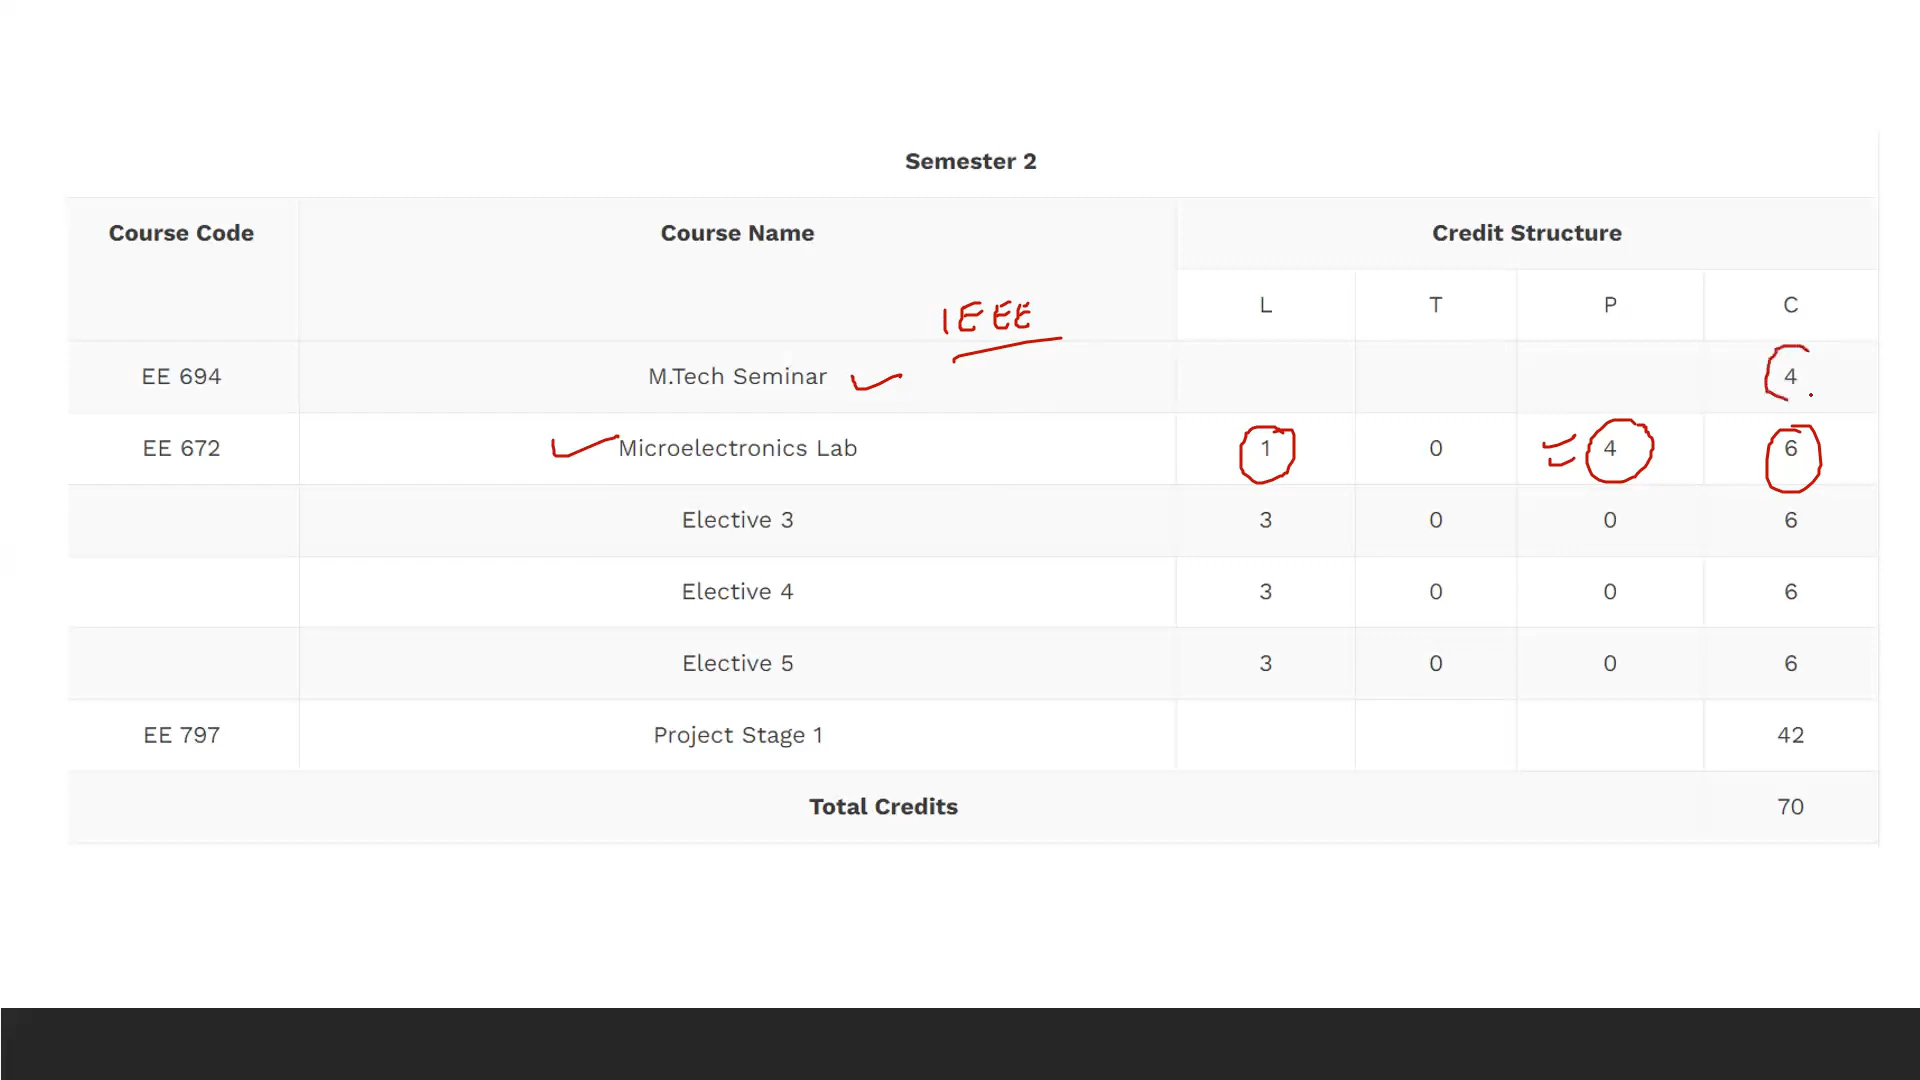 Semester 2
Course Code Course Name Credit Structure
L T P C
IEEE
EE 694 M.Tech Seminar 4
EE 672 Microelectronics Lab 1 0 4 6
Elective 3 3 0 0 6
Elective 4 3 0 0 6
Elective 5 3 0 0 6
EE 797 Project Stage 1 42
Total Credits 70